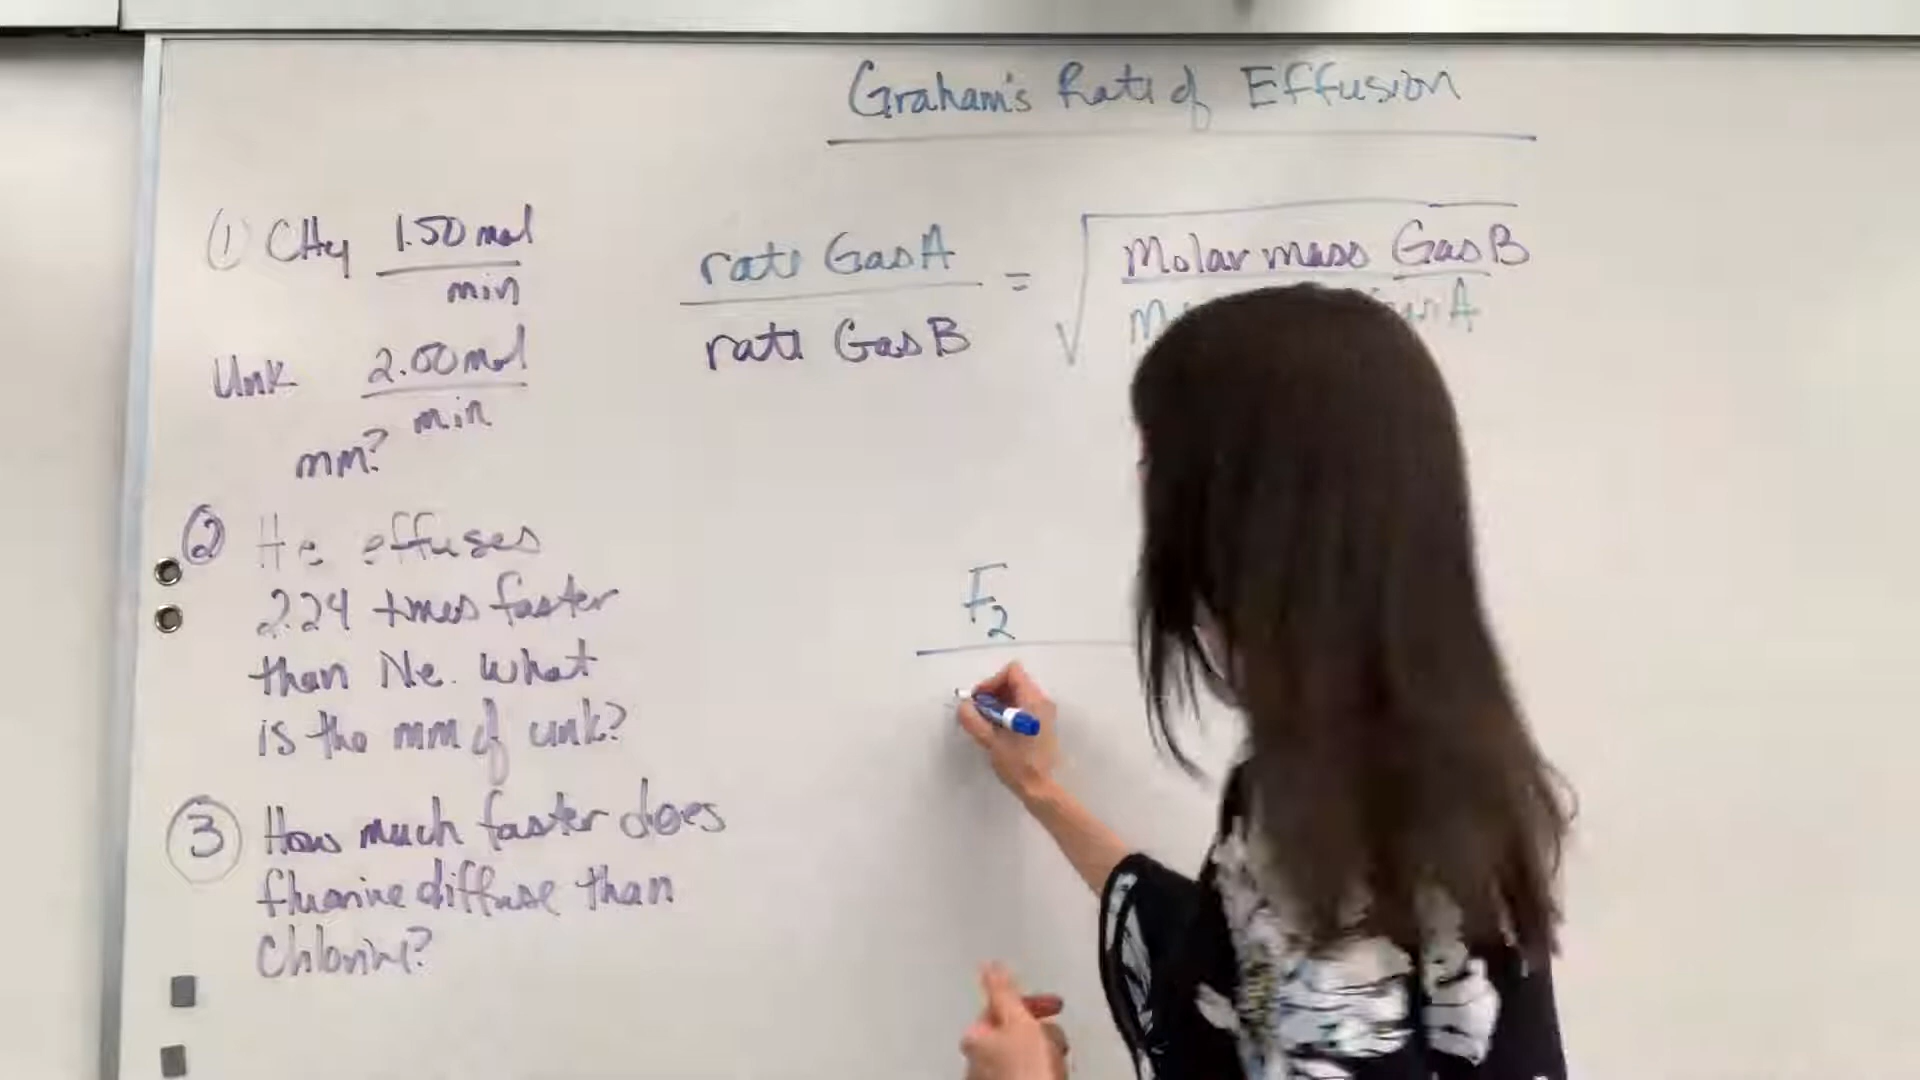 Graham's Rate of Effusion
① CH4 1.50 mol
min
Unk 2.00 mol
min
mm?
② He effuses
2.24 times faster
than Ne. what
is the mm of unk?
③ How much faster does
fluorine diffuse than
Chlorine?
rate Gas A
rate Gas B
=
√
Molar mass Gas B
A
F2